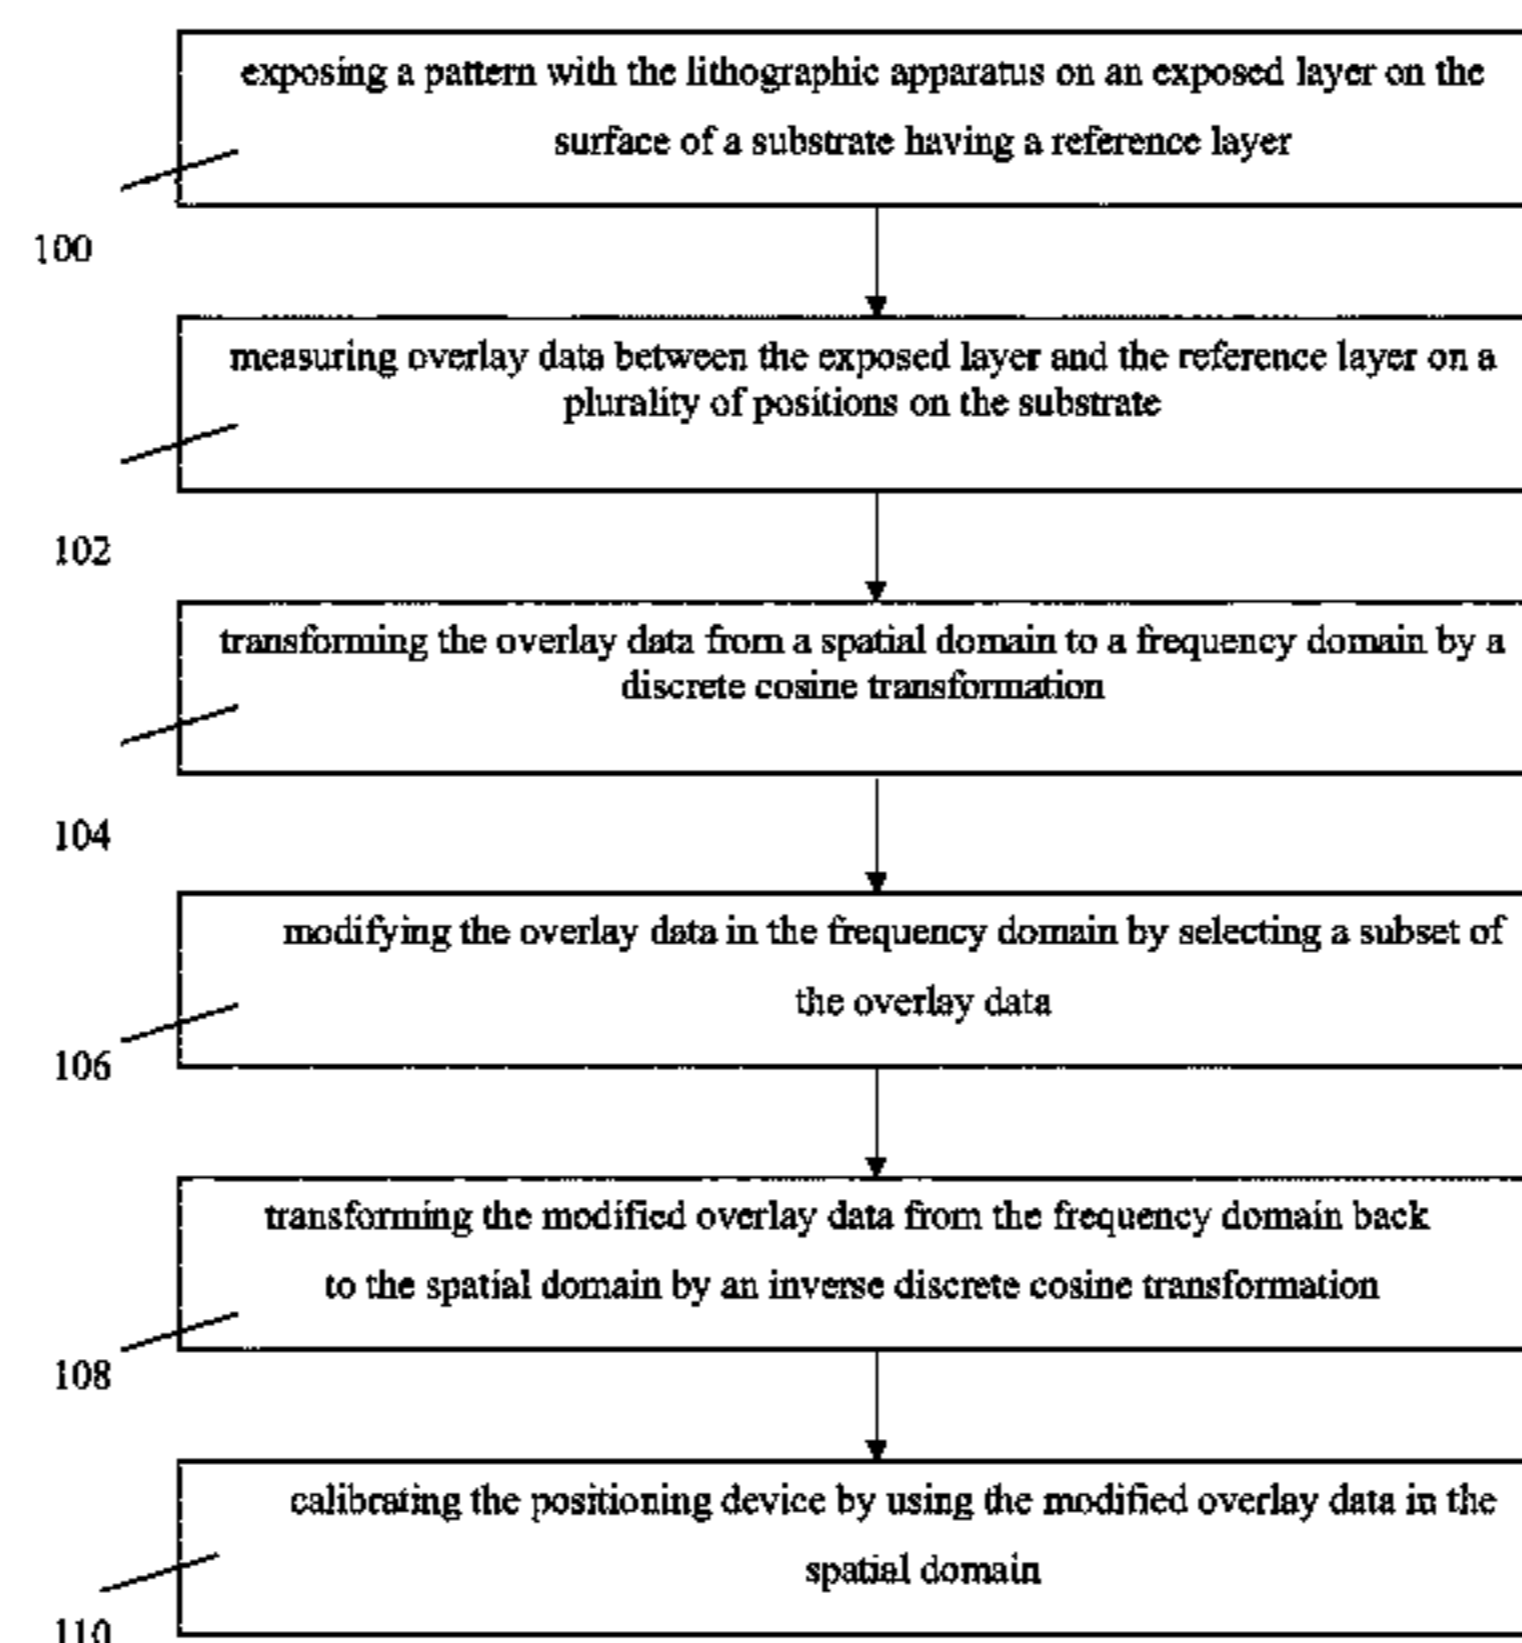 exposing a pattern with the lithographic apparatus on an exposed layer on the
surface of a substrate having a reference layer
100
measuring overlay data between the exposed layer and the reference layer on a
plurality of positions on the substrate
102
transforming the overlay data from a spatial domain to a frequency domain by a
discrete cosine transformation
104
modifying the overlay data in the frequency domain by selecting a subset of
the overlay data
106
transforming the modified overlay data from the frequency domain back
to the spatial domain by an inverse discrete cosine transformation
108
calibrating the positioning device by using the modified overlay data in the
spatial domain
110